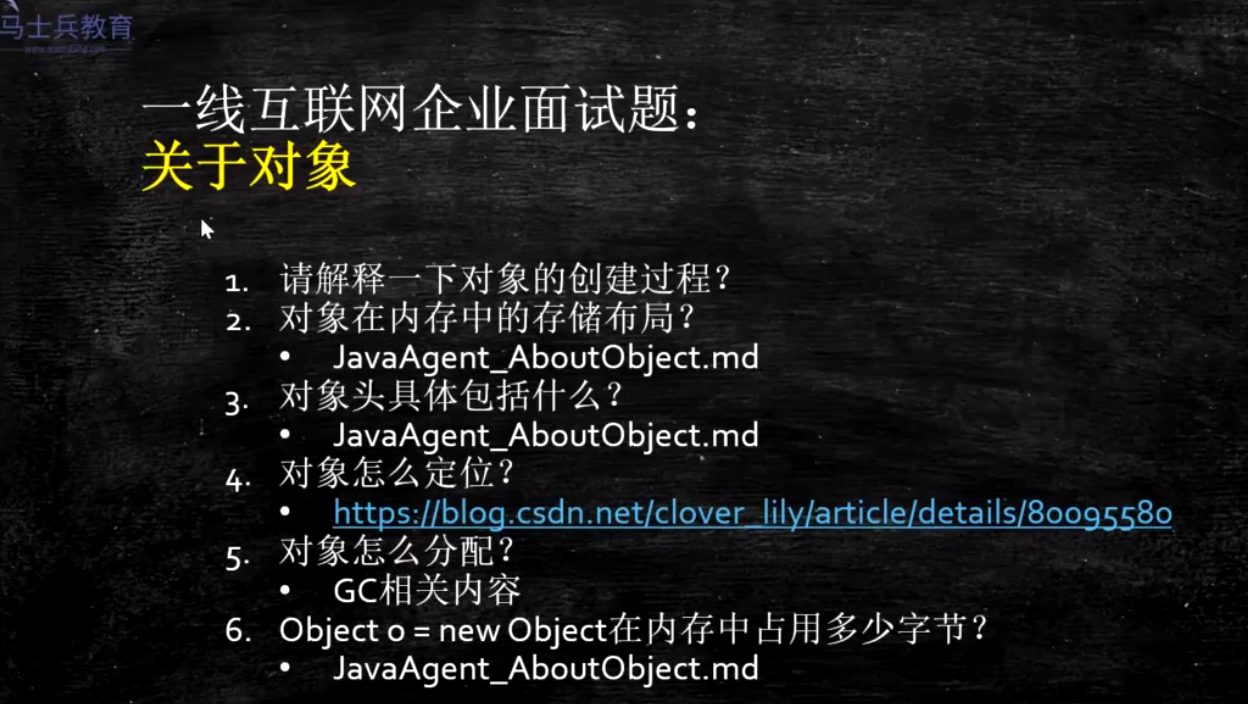 马士兵教育
一线互联网企业面试题：
关于对象
1. 请解释一下对象的创建过程？
2. 对象在内存中的存储布局？
• JavaAgent_AboutObject.md
3. 对象头具体包括什么？
• JavaAgent_AboutObject.md
4. 对象怎么定位？
• https://blog.csdn.net/clover_lily/article/details/80095580
5. 对象怎么分配？
• GC相关内容
6. Object o = new Object在内存中占用多少字节？
• JavaAgent_AboutObject.md